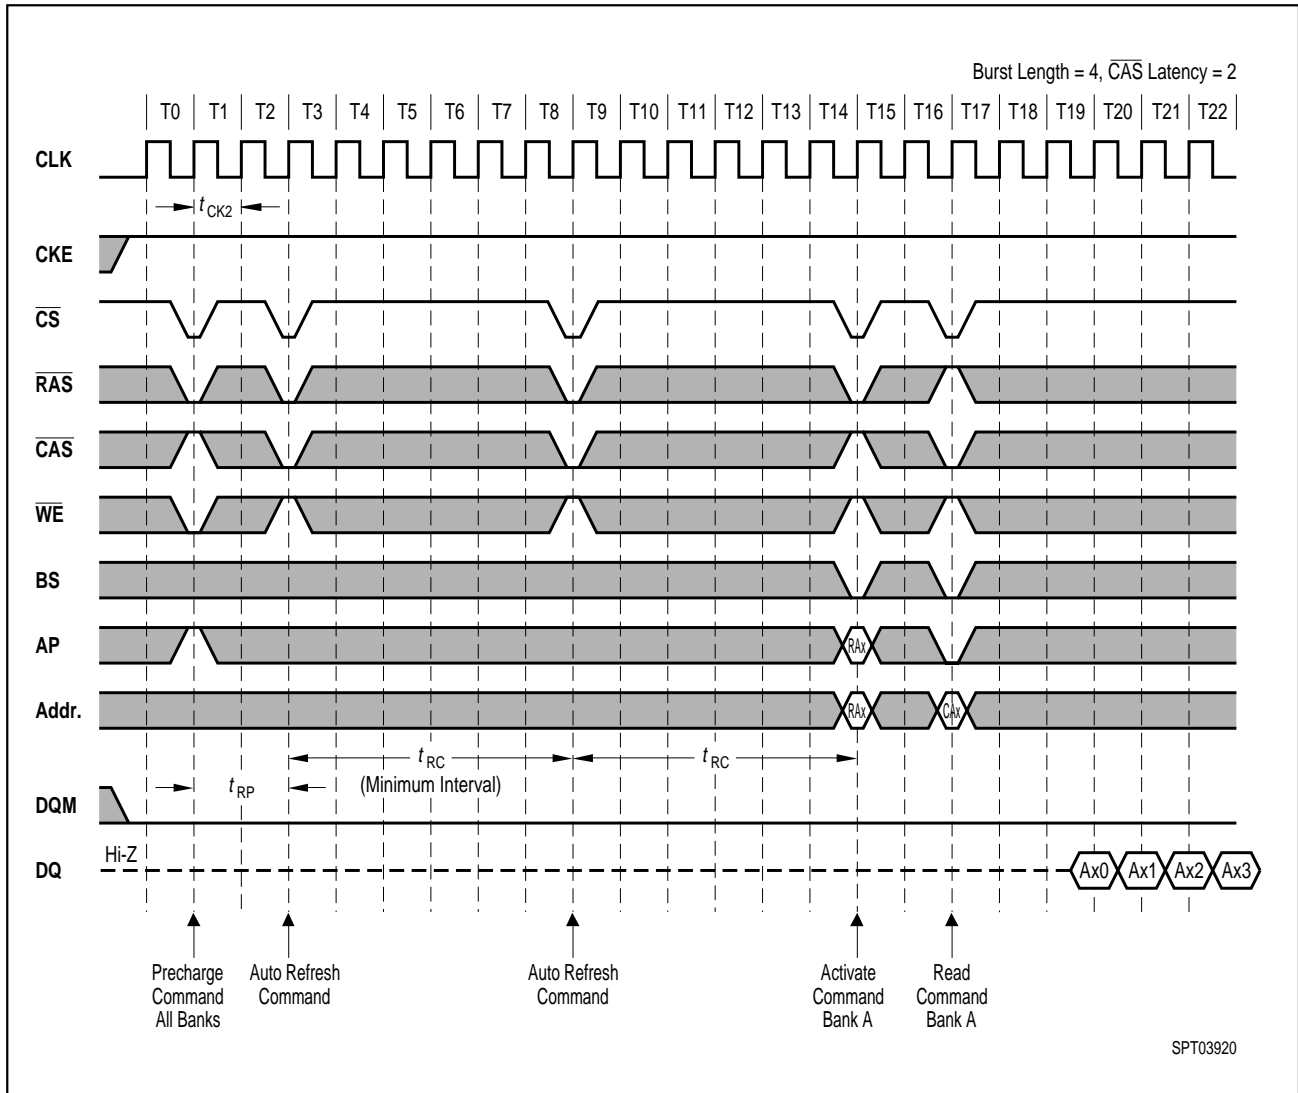 Burst Length = 4, CAS Latency = 2
T0 T1 T2 T3 T4 T5 T6 T7 T8 T9 T10 T11 T12 T13 T14 T15 T16 T17 T18 T19 T20 T21 T22
CLK
tCK2
CKE
CS
RAS
CAS
WE
BS
AP
RAx
Addr.
RAx CAx
tRC tRC
(Minimum Interval)
tRP
DQM
Hi-Z
DQ
Ax0 Ax1 Ax2 Ax3
Precharge
Command
All Banks
Auto Refresh
Command
Auto Refresh
Command
Activate
Command
Bank A
Read
Command
Bank A
SPT03920